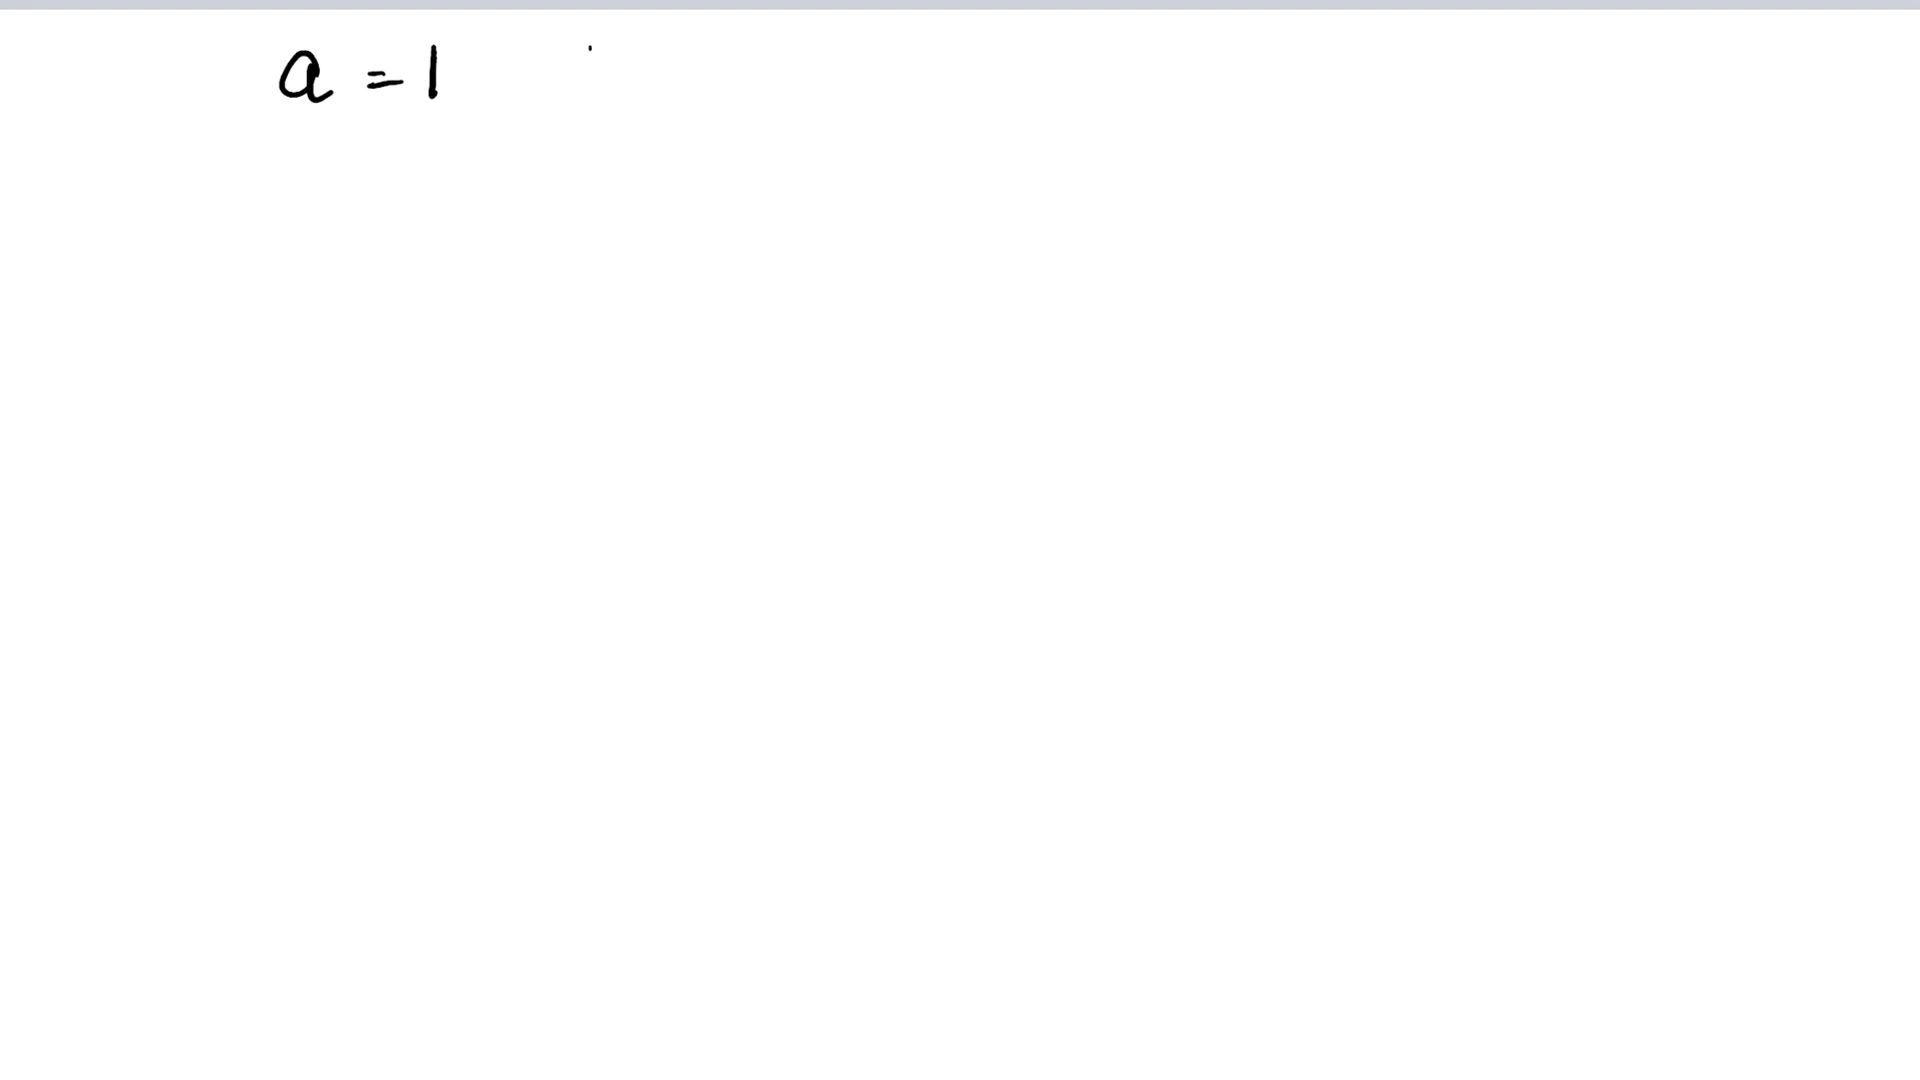 a = 1